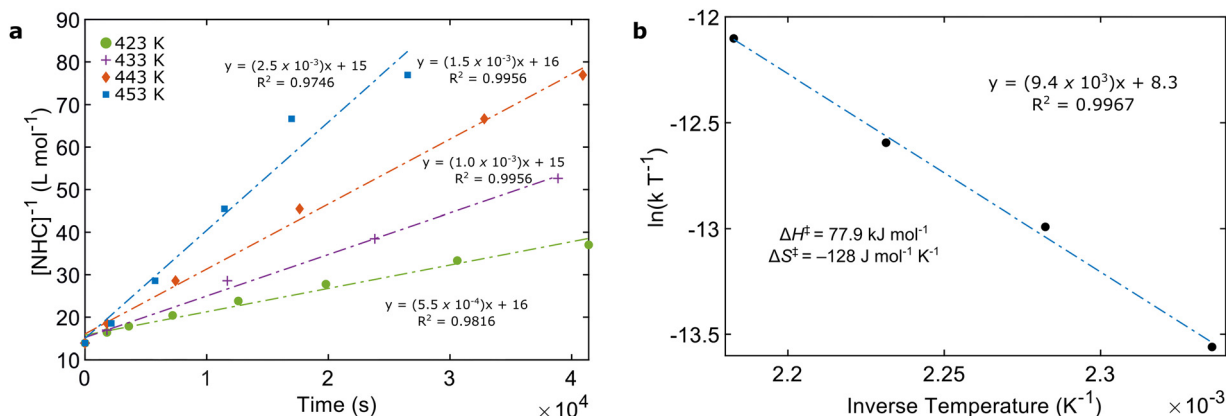 a
90
80
70
60
50
40
30
20
10
[NHC]⁻¹ (L mol⁻¹)
423 K
433 K
443 K
453 K
y = (2.5 x 10⁻³)x + 15
R² = 0.9746
y = (1.5 x 10⁻³)x + 16
R² = 0.9956
y = (1.0 x 10⁻³)x + 15
R² = 0.9956
y = (5.5 x 10⁻⁴)x + 16
R² = 0.9816
0 1 2 3 4
Time (s)
× 10⁴
b
-12
-12.5
-13
-13.5
ln(k T⁻¹)
y = (9.4 x 10³)x + 8.3
R² = 0.9967
ΔH‡ = 77.9 kJ mol⁻¹
ΔS‡ = –128 J mol⁻¹ K⁻¹
2.2 2.25 2.3
Inverse Temperature (K⁻¹)
× 10⁻³